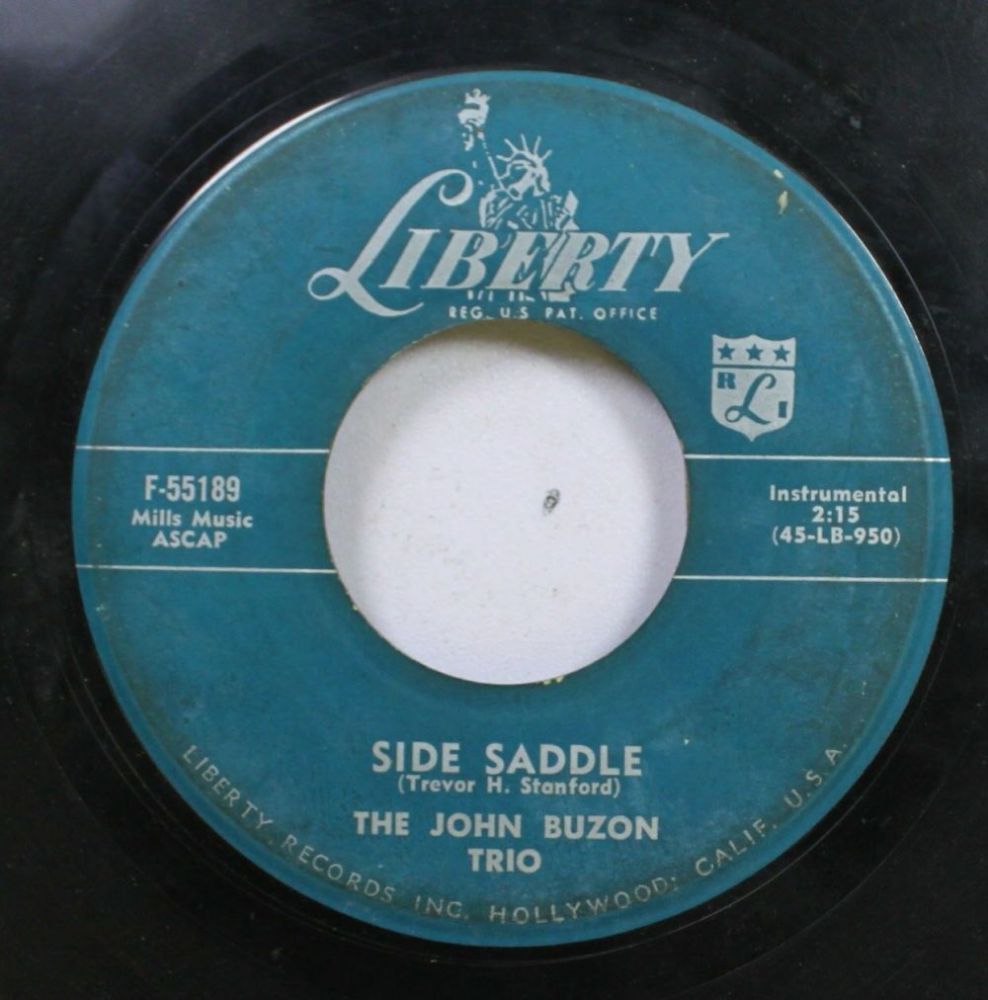 LIBERTY
REG. U.S. PAT. OFFICE
R L I
F-55189
Mills Music
ASCAP
Instrumental
2:15
(45-LB-950)
SIDE SADDLE
(Trevor H. Stanford)
THE JOHN BUZON
TRIO
LIBERTY RECORDS INC. HOLLYWOOD, CALIF. U.S.A.